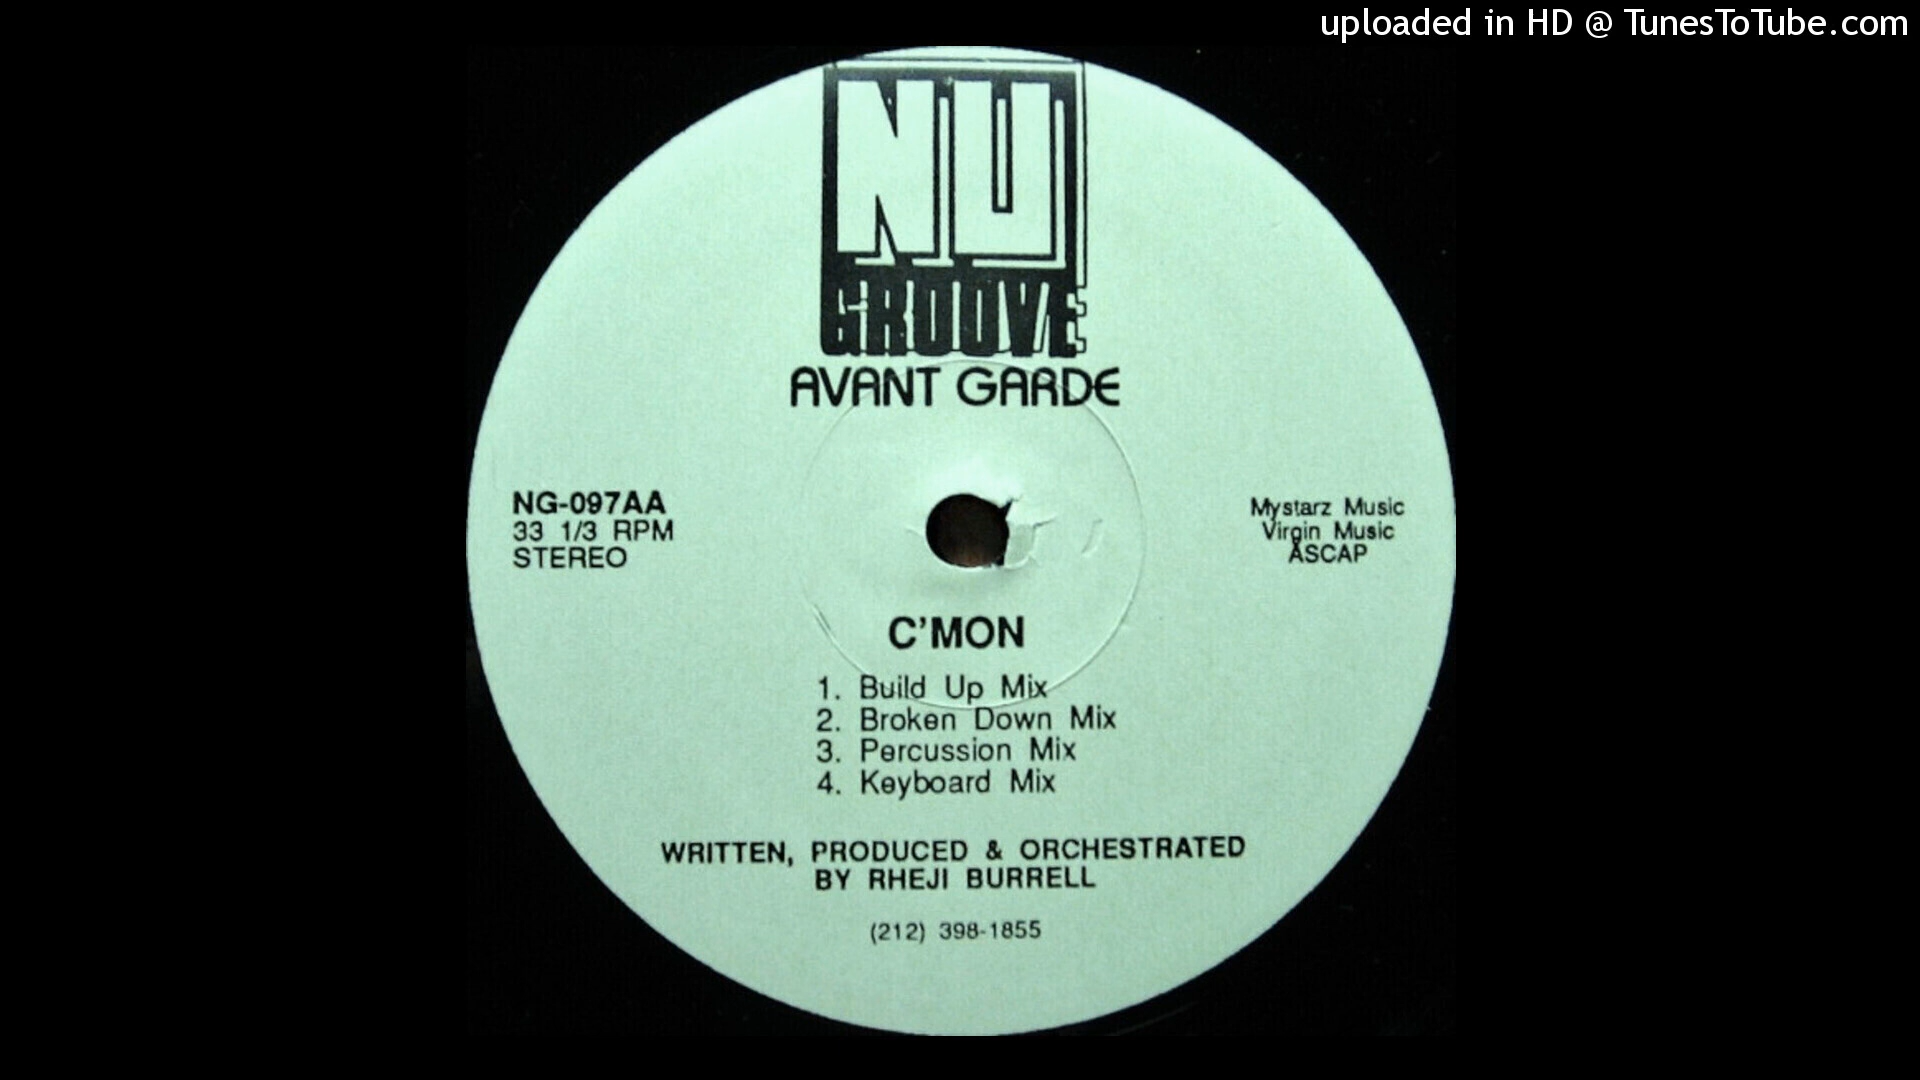 uploaded in HD @ TunesToTube.com
NU
GROOVE
AVANT GARDE
NG-097AA
33 1/3 RPM
STEREO
Mystarz Music
Virgin Music
ASCAP
C'MON
1. Build Up Mix
2. Broken Down Mix
3. Percussion Mix
4. Keyboard Mix
WRITTEN, PRODUCED & ORCHESTRATED
BY RHEJI BURRELL
(212) 398-1855